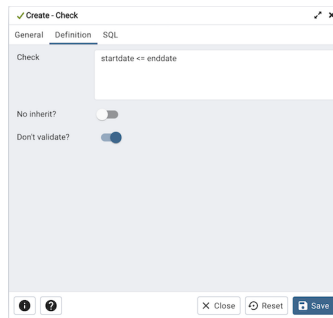 Create - Check
General Definition SQL
Check startdate <= enddate
No inherit?
Don't validate?
Close Reset Save